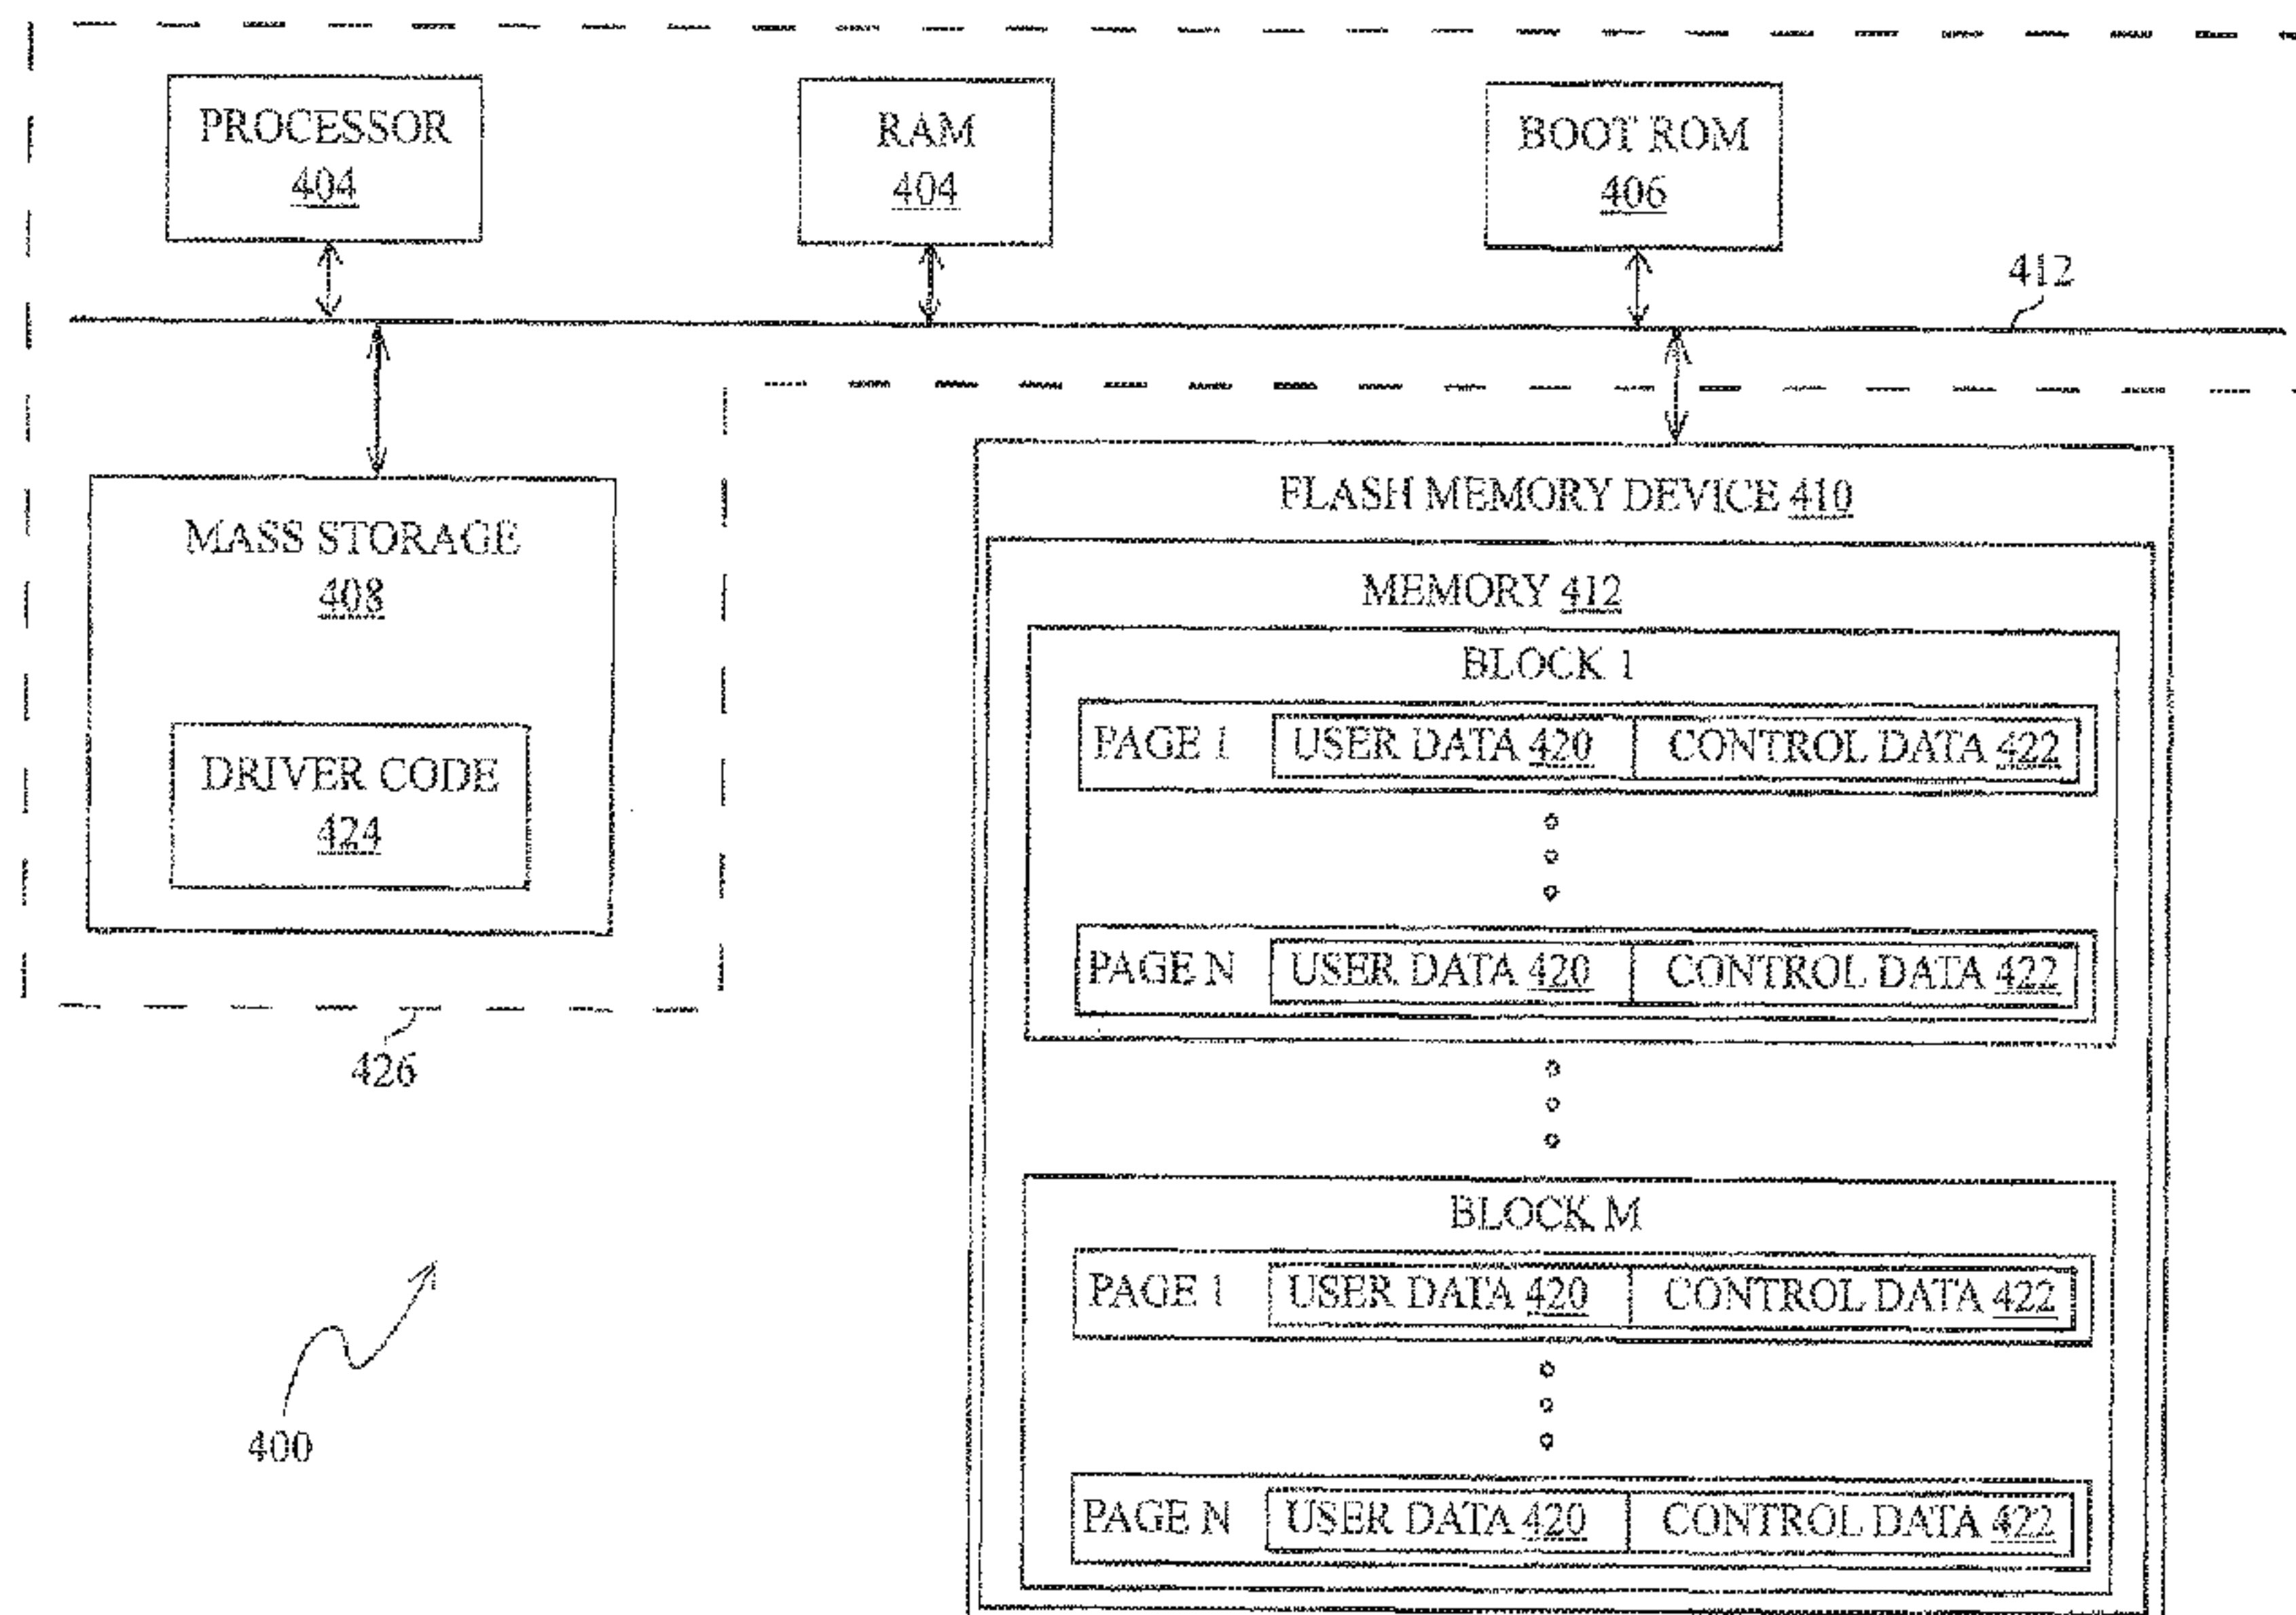 PROCESSOR
404
RAM
404
BOOT ROM
406
412
MASS STORAGE
408
DRIVER CODE
424
426
400
FLASH MEMORY DEVICE 410
MEMORY 412
BLOCK 1
PAGE 1 USER DATA 420 CONTROL DATA 422
PAGE N USER DATA 420 CONTROL DATA 422
BLOCK M
PAGE 1 USER DATA 420 CONTROL DATA 422
PAGE N USER DATA 420 CONTROL DATA 422